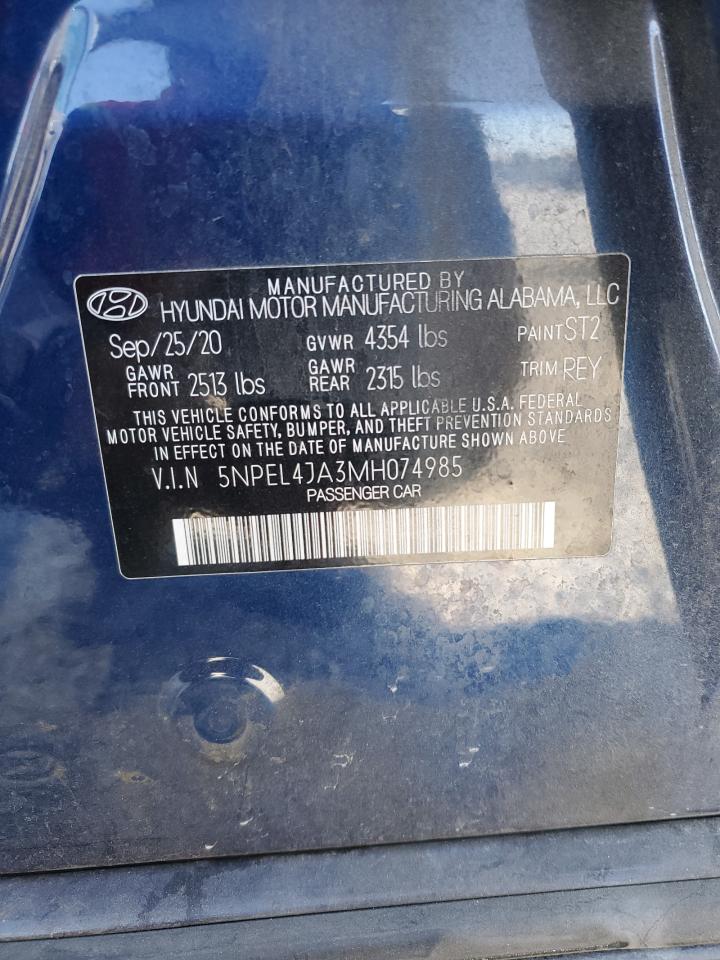 MANUFACTURED BY
HYUNDAI MOTOR MANUFACTURING ALABAMA, LLC
Sep/25/20 GVWR 4354 lbs PAINT ST2
GAWR FRONT 2513 lbs GAWR REAR 2315 lbs TRIM REY
THIS VEHICLE CONFORMS TO ALL APPLICABLE U.S.A. FEDERAL
MOTOR VEHICLE SAFETY, BUMPER, AND THEFT PREVENTION STANDARDS
IN EFFECT ON THE DATE OF MANUFACTURE SHOWN ABOVE
V.I.N 5NPEL4JA3MH074985
PASSENGER CAR